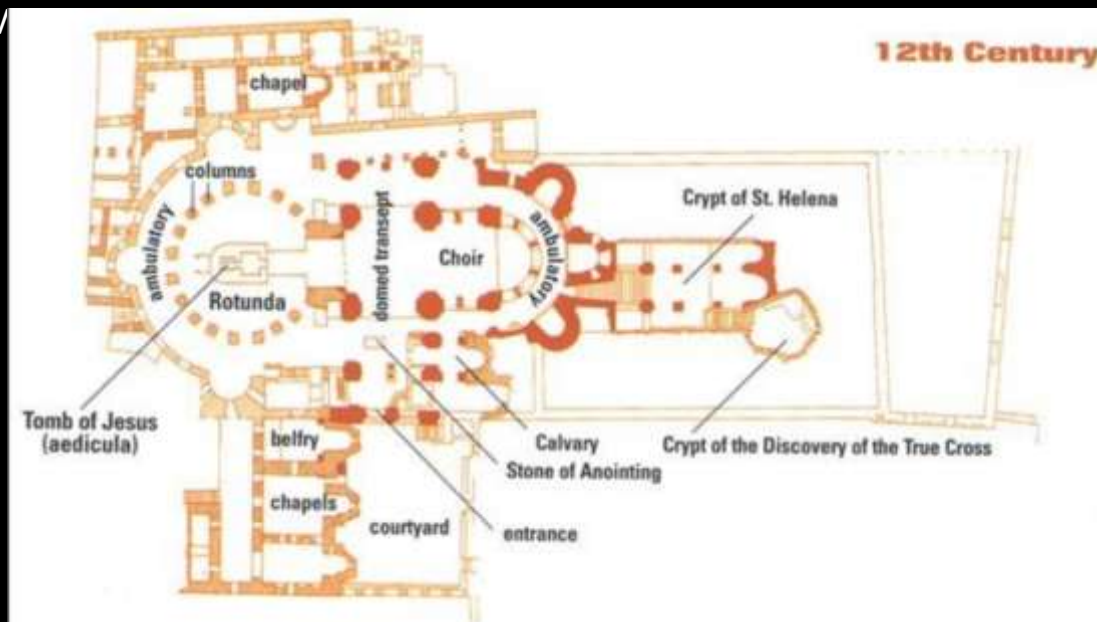 12th Century
chapel
columns
ambulatory
domed transept
Choir
ambulatory
Crypt of St. Helena
Rotunda
Tomb of Jesus
(aedicula)
belfry
Calvary
Crypt of the Discovery of the True Cross
Stone of Anointing
chapels
courtyard
entrance